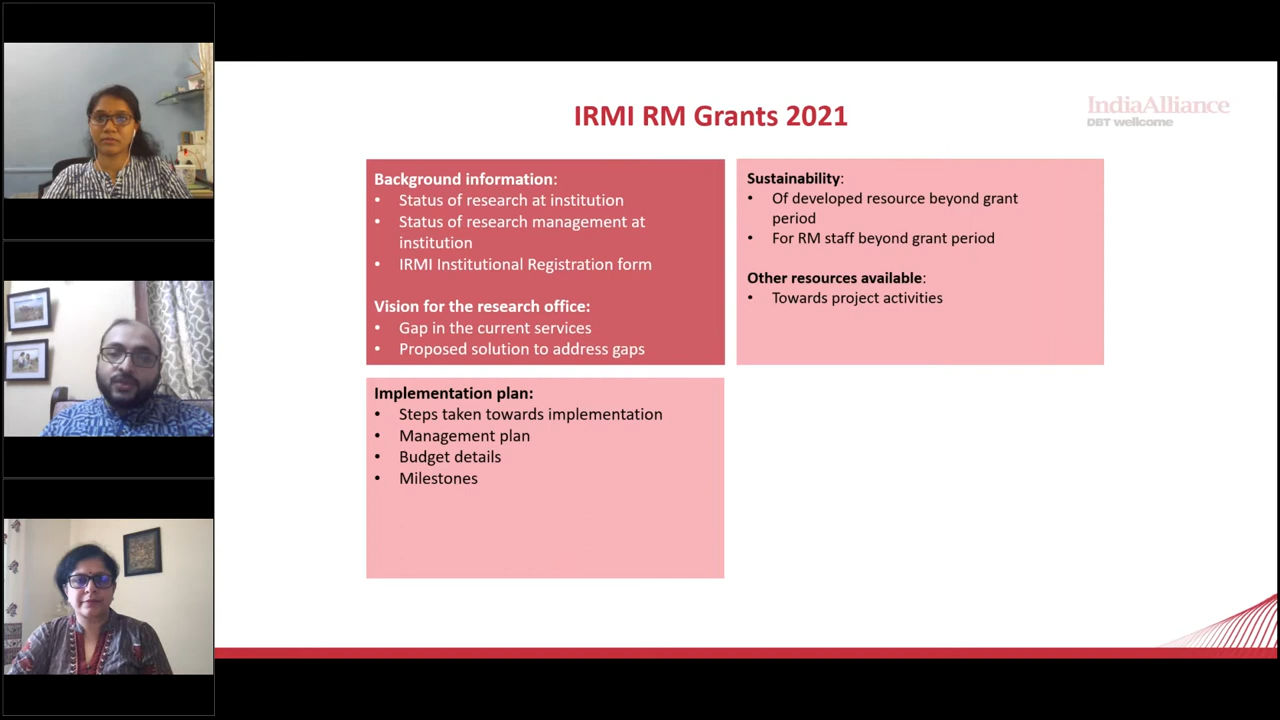 IRMI RM Grants 2021
IndiaAlliance
DBT wellcome
Background information:
• Status of research at institution
• Status of research management at
institution
• IRMI Institutional Registration form
Vision for the research office:
• Gap in the current services
• Proposed solution to address gaps
Sustainability:
• Of developed resource beyond grant
period
• For RM staff beyond grant period
Other resources available:
• Towards project activities
Implementation plan:
• Steps taken towards implementation
• Management plan
• Budget details
• Milestones